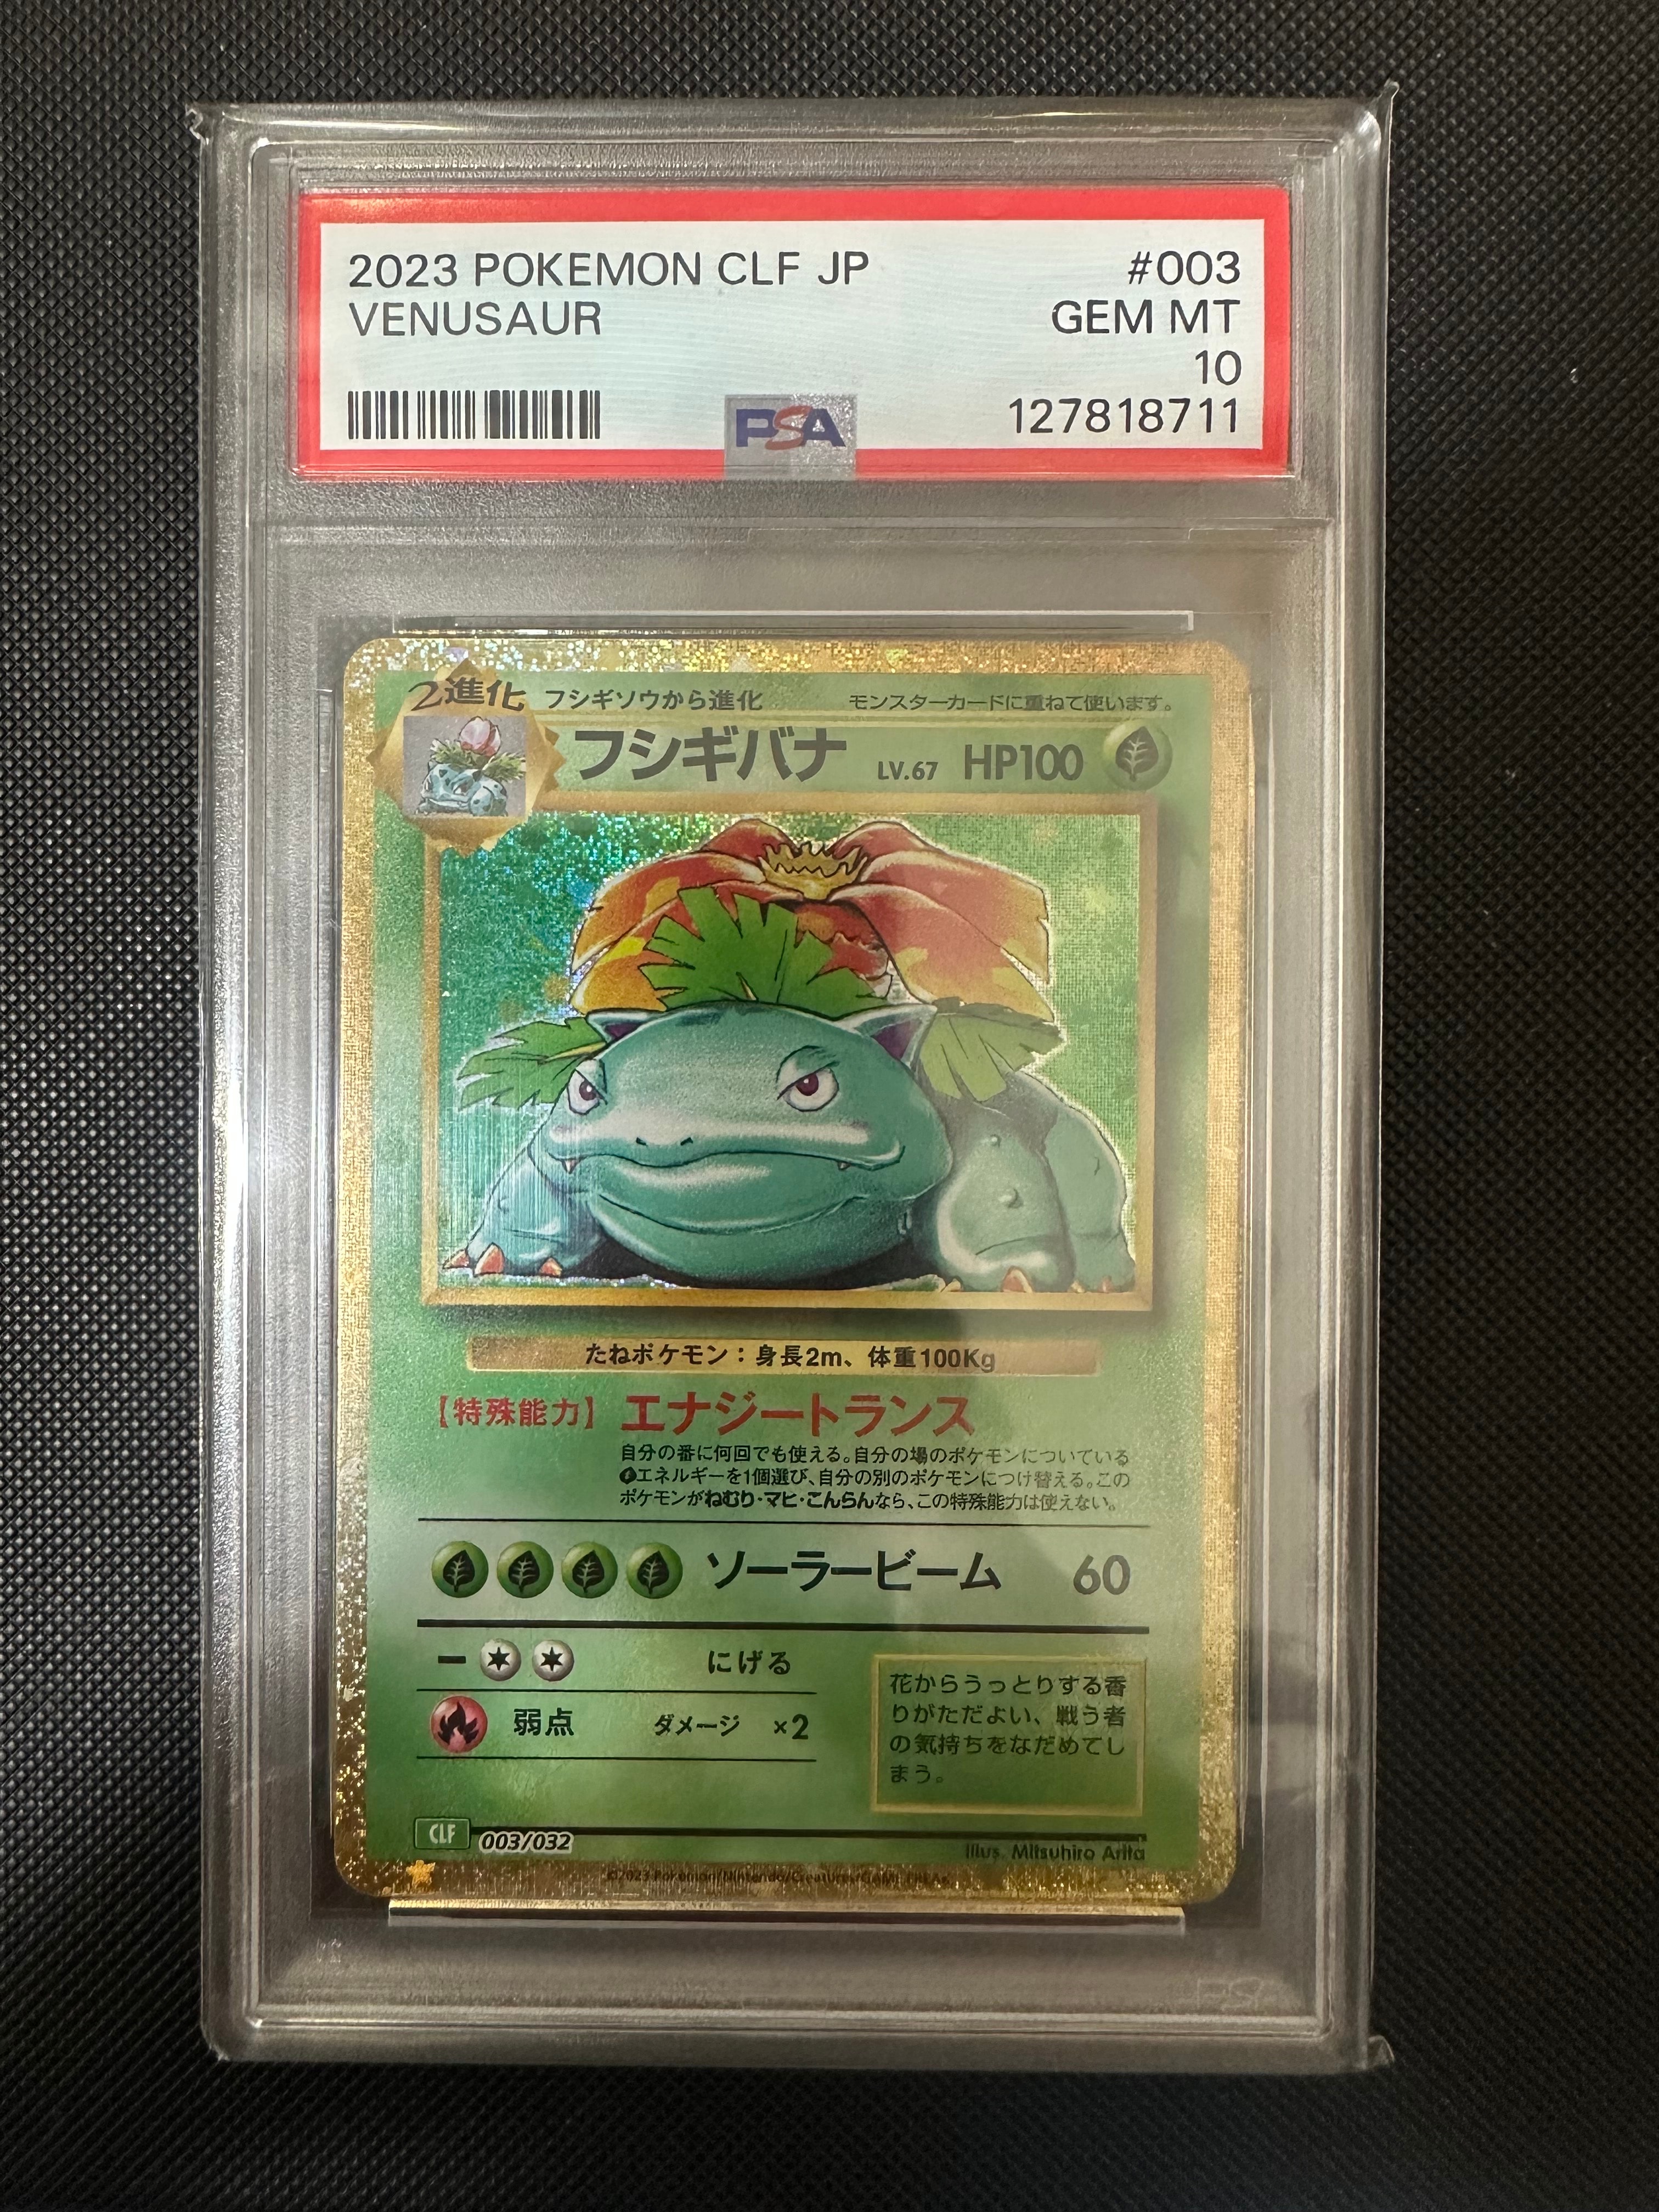 2023 POKEMON CLF JP #003
VENUSAUR GEM MT
10
PSA 127818711
2進化 フシギソウから進化 モンスターカードに重ねて使います。
フシギバナ LV.67 HP100
たねポケモン：身長2m、体重100Kg
【特殊能力】 エナジートランス
自分の番に何回でも使える。自分の場のポケモンについている
エネルギーを1個選び、自分の別のポケモンにつけ替える。この
ポケモンがねむり・マヒ・こんらんなら、この特殊能力は使えない。
ソーラービーム 60
ー にげる
弱点 ダメージ ×2
花からうっとりする香
りがただよい、戦う者
の気持ちをなだめてし
まう。
CLF 003/032
Illus. Mitsuhiro Arita
©2023 Pokémon/Nintendo/Creatures/GAME FREAK